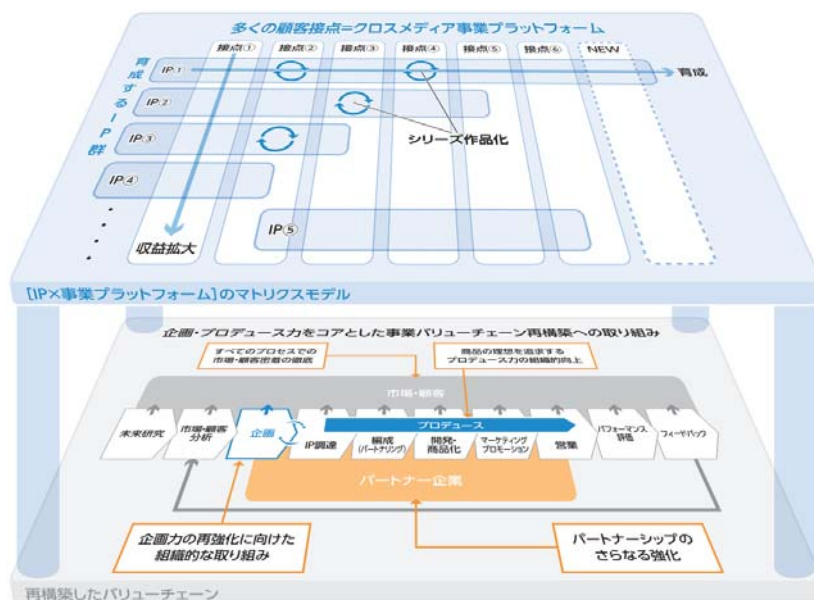 多くの顧客接点=クロスメディア事業プラットフォーム
接点① 接点② 接点③ 接点④ 接点⑤ 接点⑥ NEW
育成するIP群
IP① 育成
IP②
IP③
シリーズ作品化
IP④
IP⑤
収益拡大
[IP×事業プラットフォーム]のマトリクスモデル
企画・プロデュース力をコアとした事業バリューチェーン再構築への取り組み
すべてのプロセスでの
市場・顧客密着の徹底
商品の理想を追求する
プロデュース力の組織的向上
市場・顧客
プロデュース
未来研究
市場・顧客
分析
企画
IP調達
編成
(パートナリング)
開発・
商品化
マーケティング
プロモーション
営業
パフォーマンス
評価
フィードバック
パートナー企業
企画力の再強化に向けた
組織的な取り組み
パートナーシップの
さらなる強化
再構築したバリューチェーン